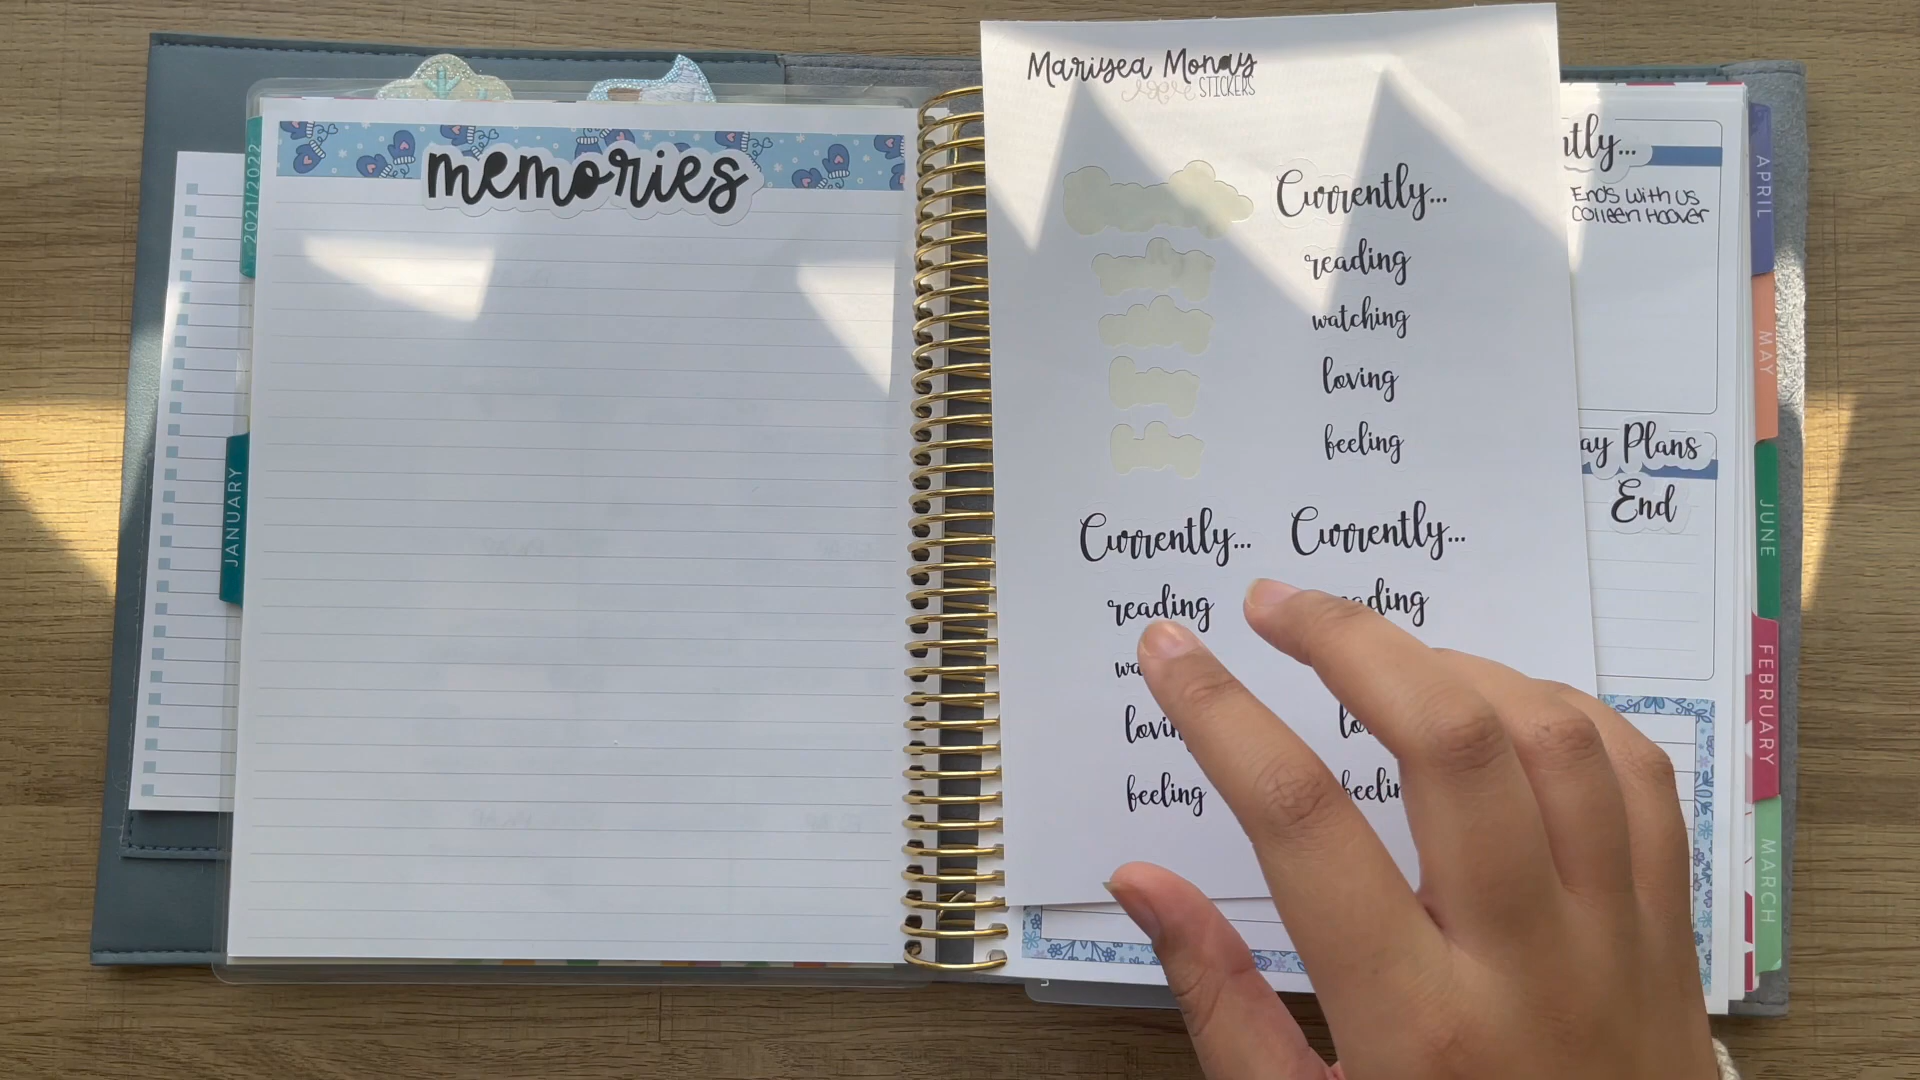 2021/2022
JANUARY
memories
Mariyea Monay
STICKERS
Currently...
reading
watching
loving
feeling
Currently...
reading
loving
feeling
Currently...
Ends With Us
Colleen Hoover
Plans
End
APRIL
MAY
JUNE
FEBRUARY
MARCH